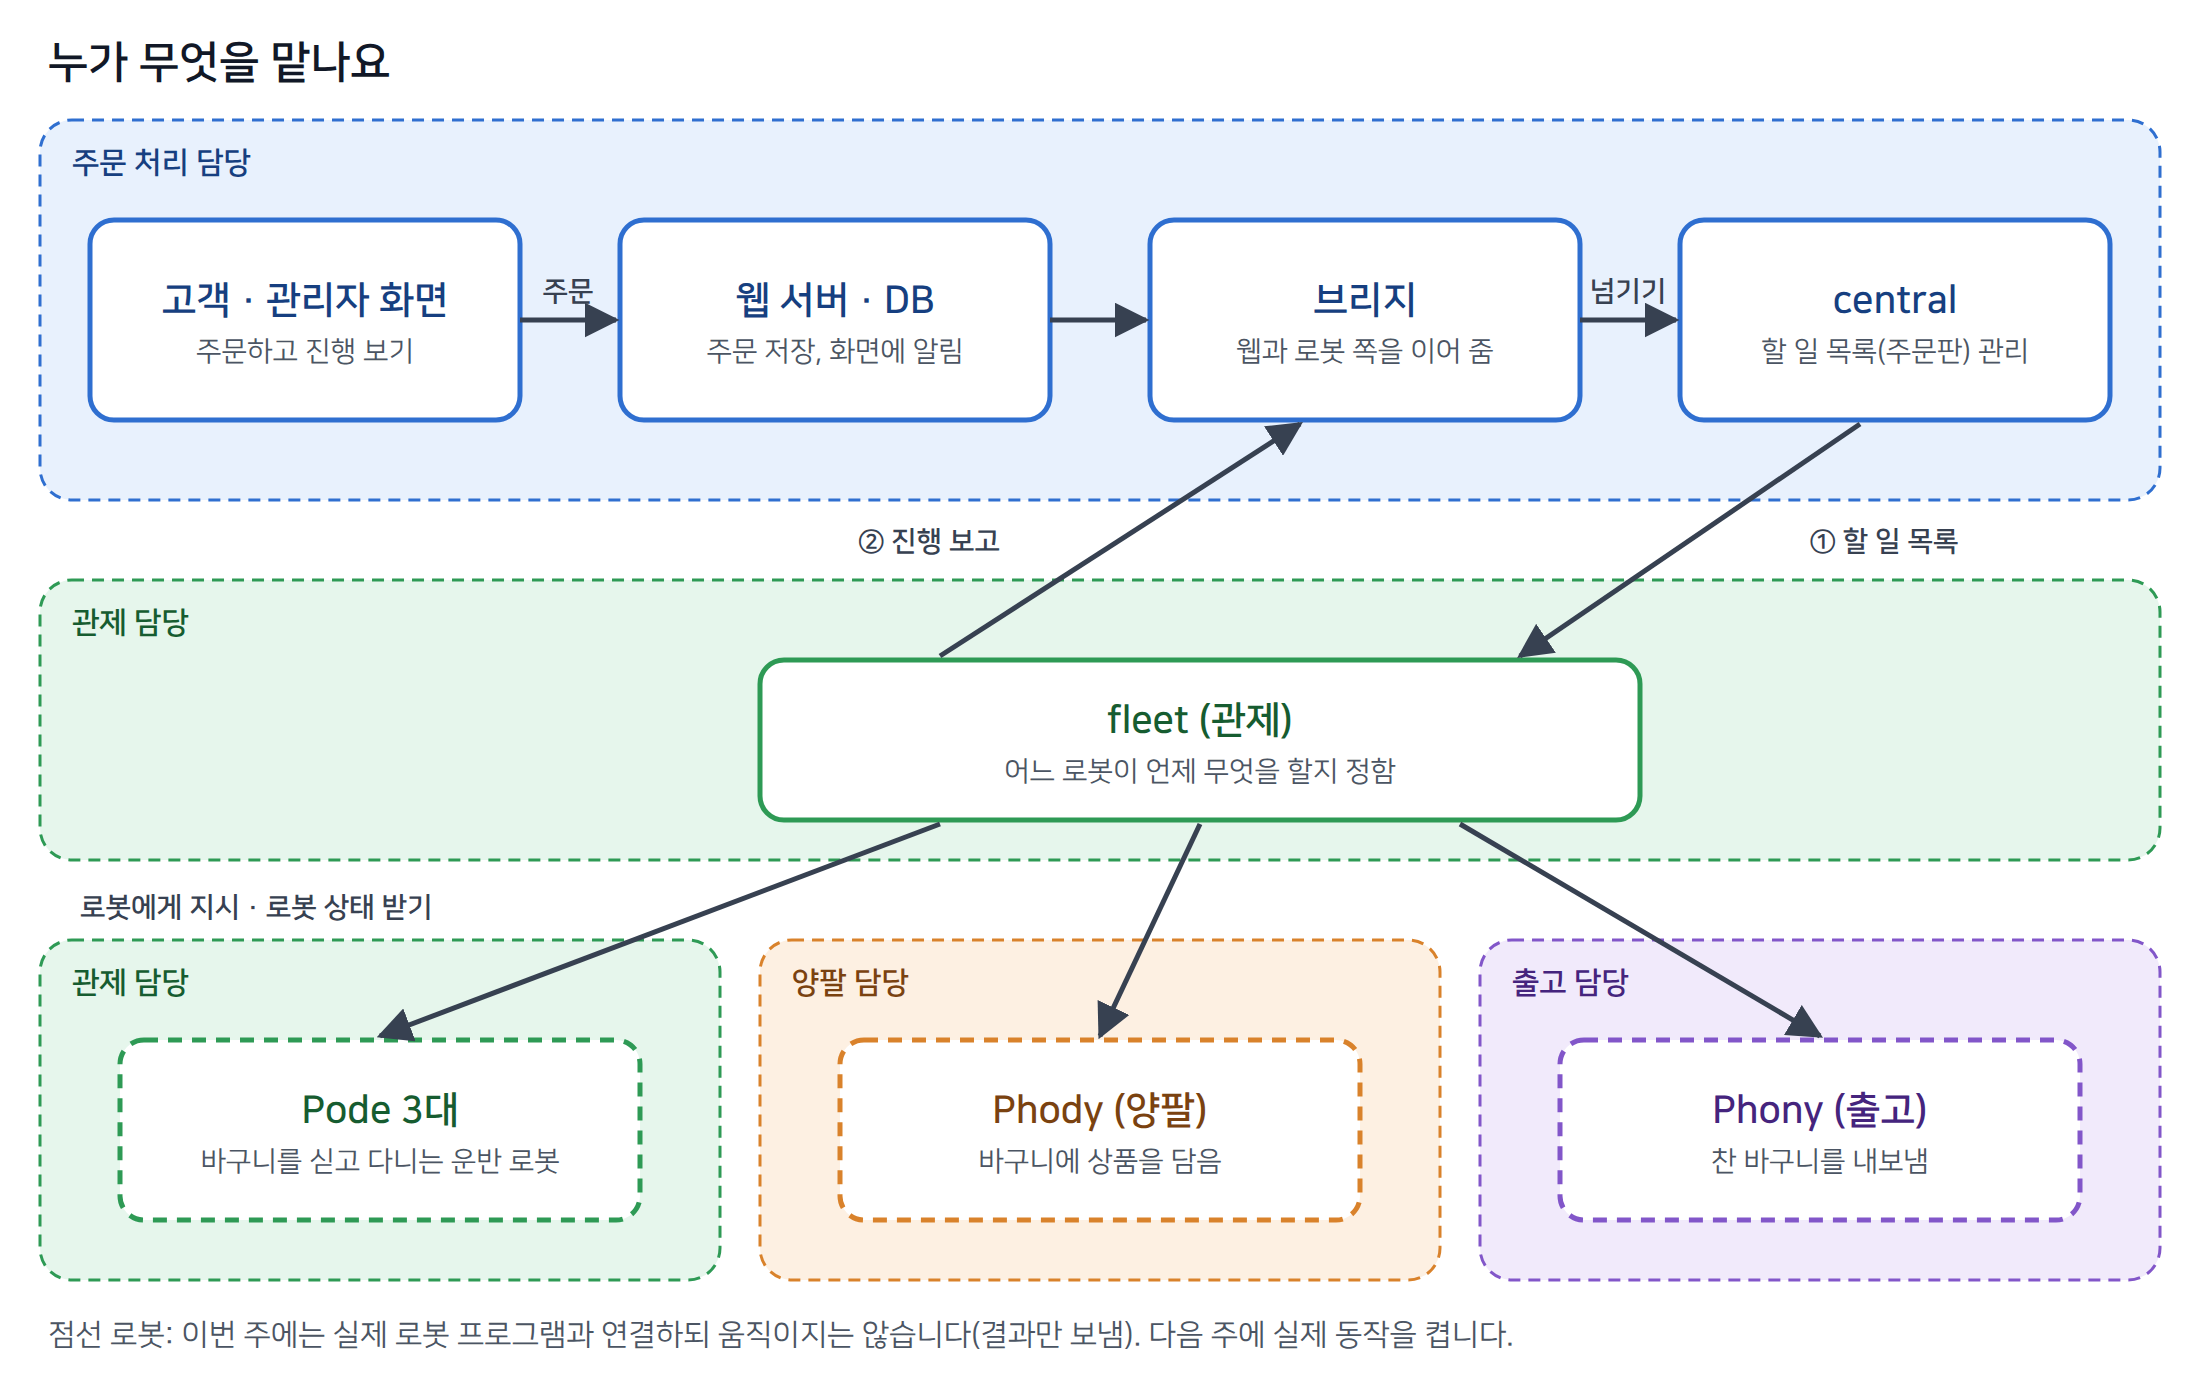 누가 무엇을 맡나요
주문 처리 담당
고객 · 관리자 화면
주문하고 진행 보기
주문
웹 서버 · DB
주문 저장, 화면에 알림
브리지
웹과 로봇 쪽을 이어 줌
넘기기
central
할 일 목록(주문판) 관리
② 진행 보고
① 할 일 목록
관제 담당
fleet (관제)
어느 로봇이 언제 무엇을 할지 정함
로봇에게 지시 · 로봇 상태 받기
관제 담당
Pode 3대
바구니를 싣고 다니는 운반 로봇
양팔 담당
Phody (양팔)
바구니에 상품을 담음
출고 담당
Phony (출고)
찬 바구니를 내보냄
점선 로봇: 이번 주에는 실제 로봇 프로그램과 연결하되 움직이지는 않습니다(결과만 보냄). 다음 주에 실제 동작을 켭니다.